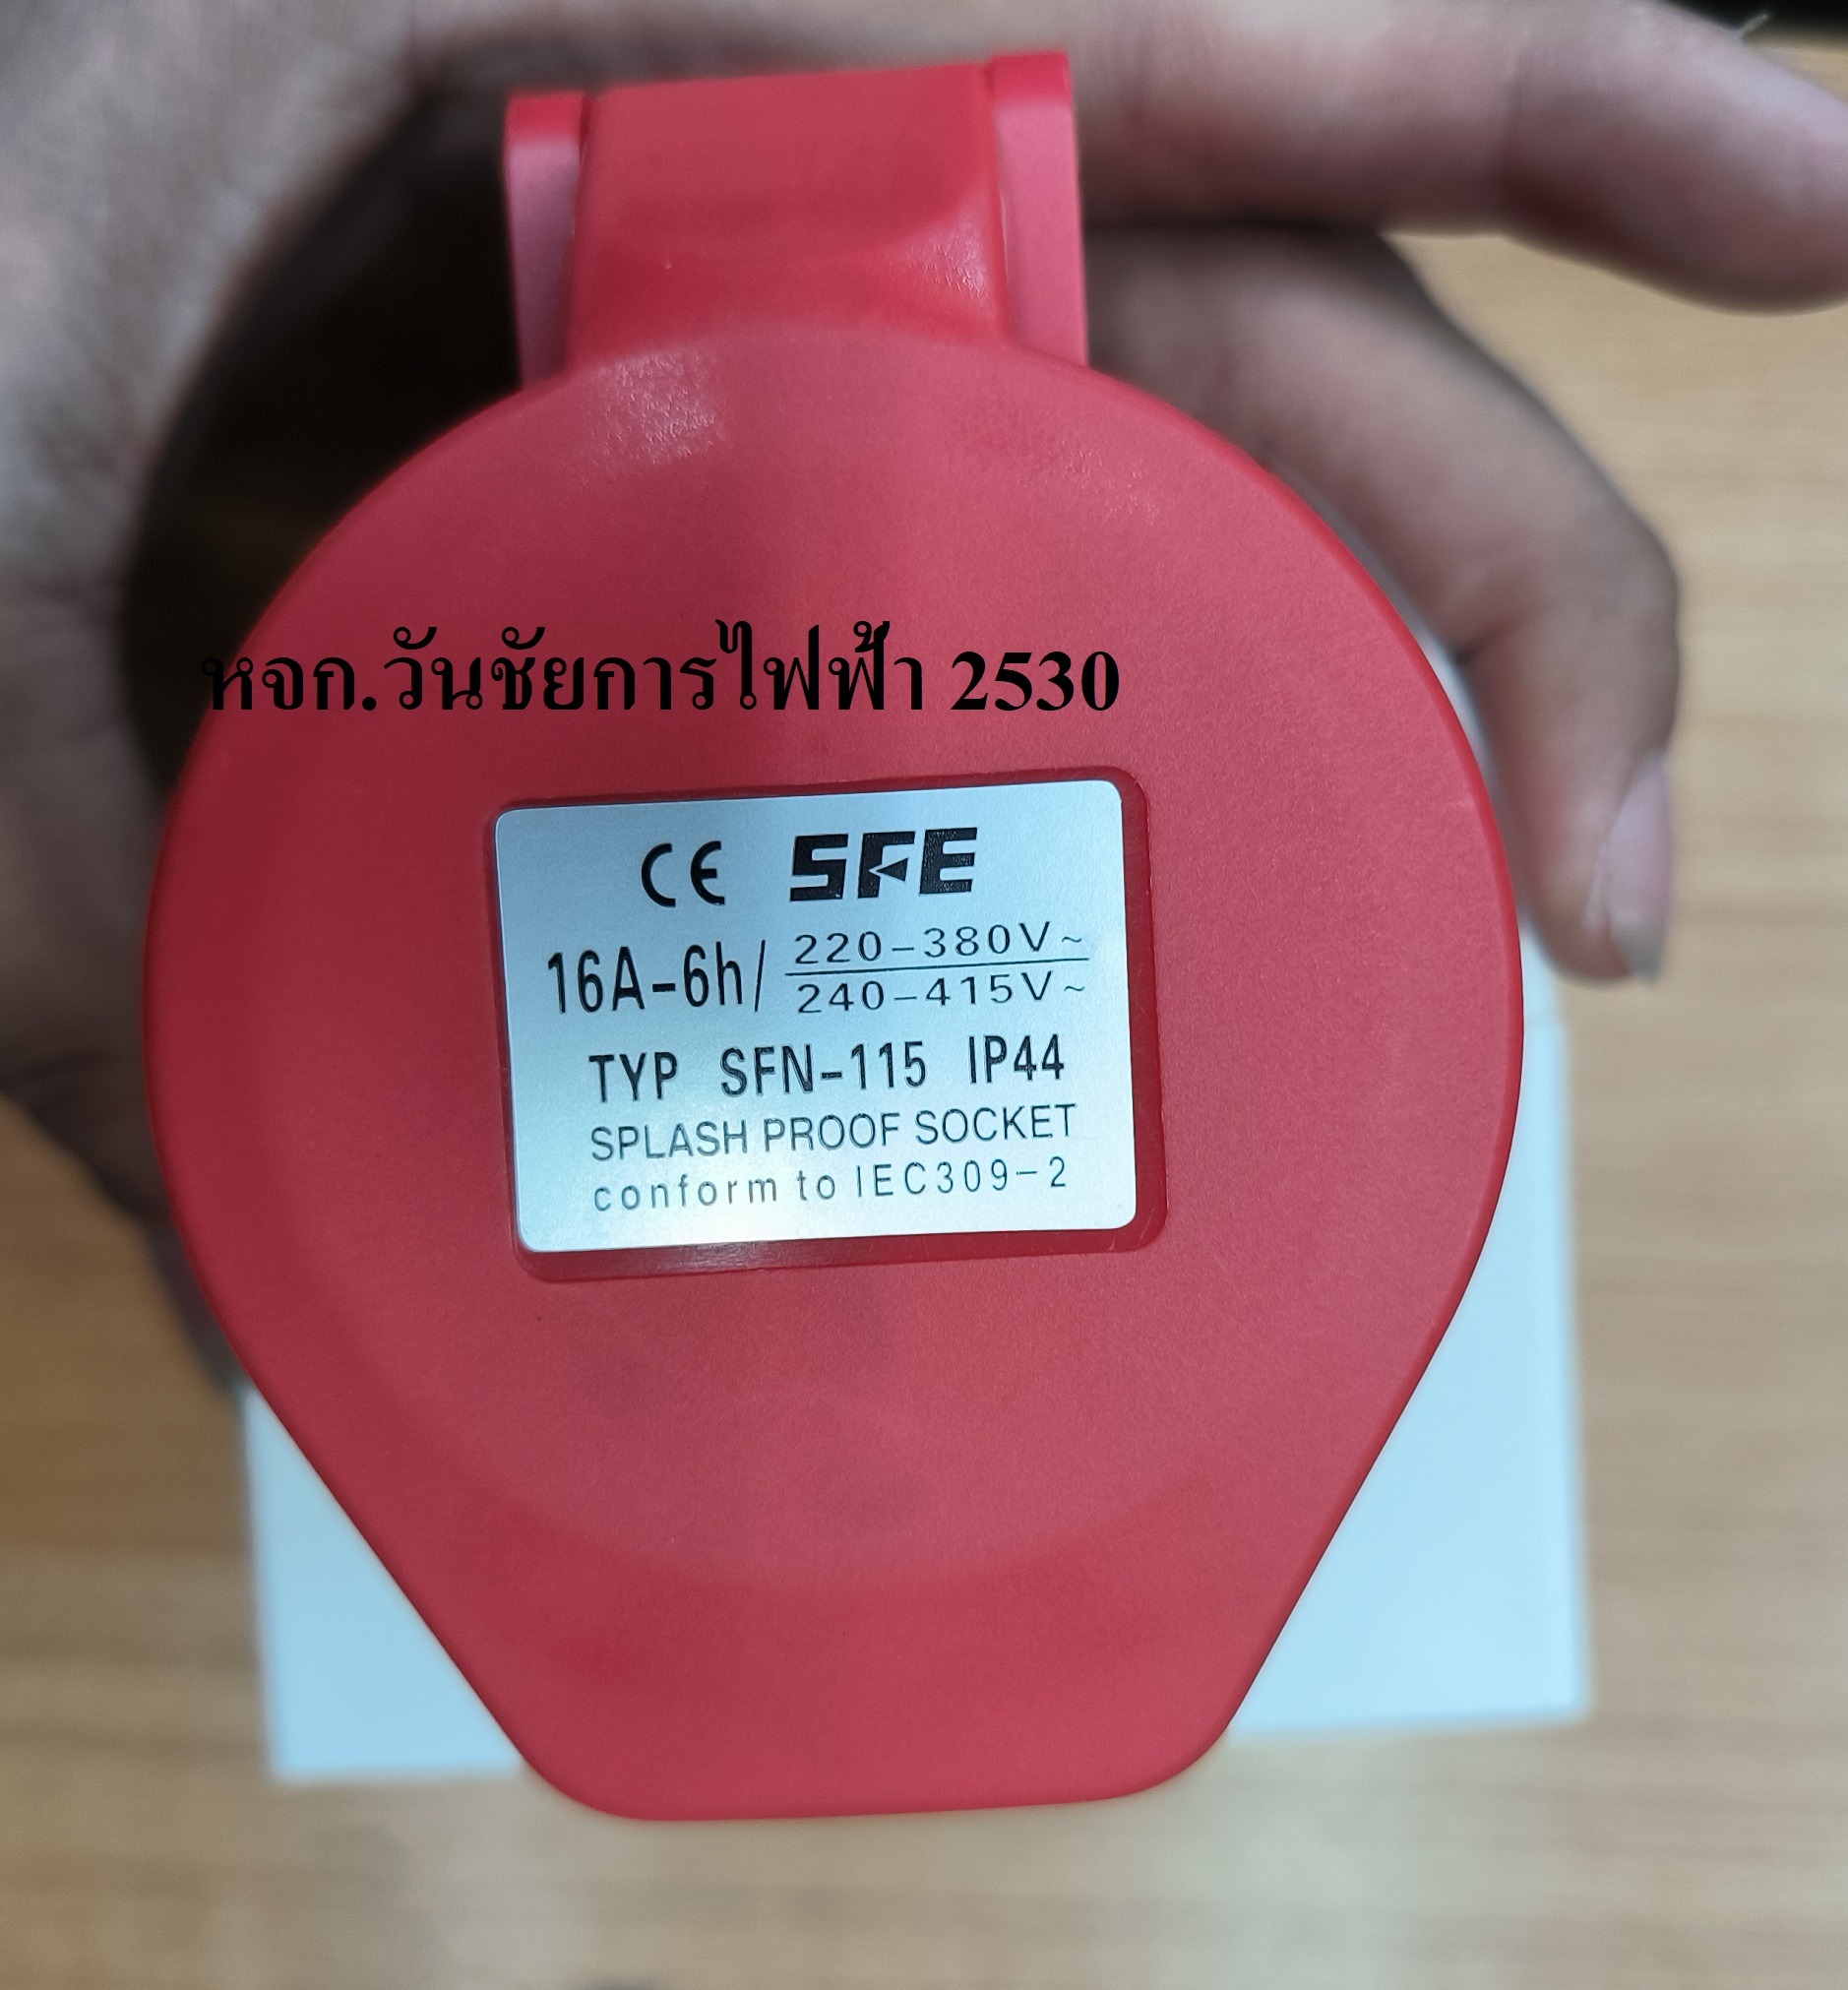 หจก.วันชัยการไฟฟ้า 2530
CE SFE
16A-6h/ 220-380V~
240-415V~
TYP SFN-115 IP44
SPLASH PROOF SOCKET
conform to IEC309-2